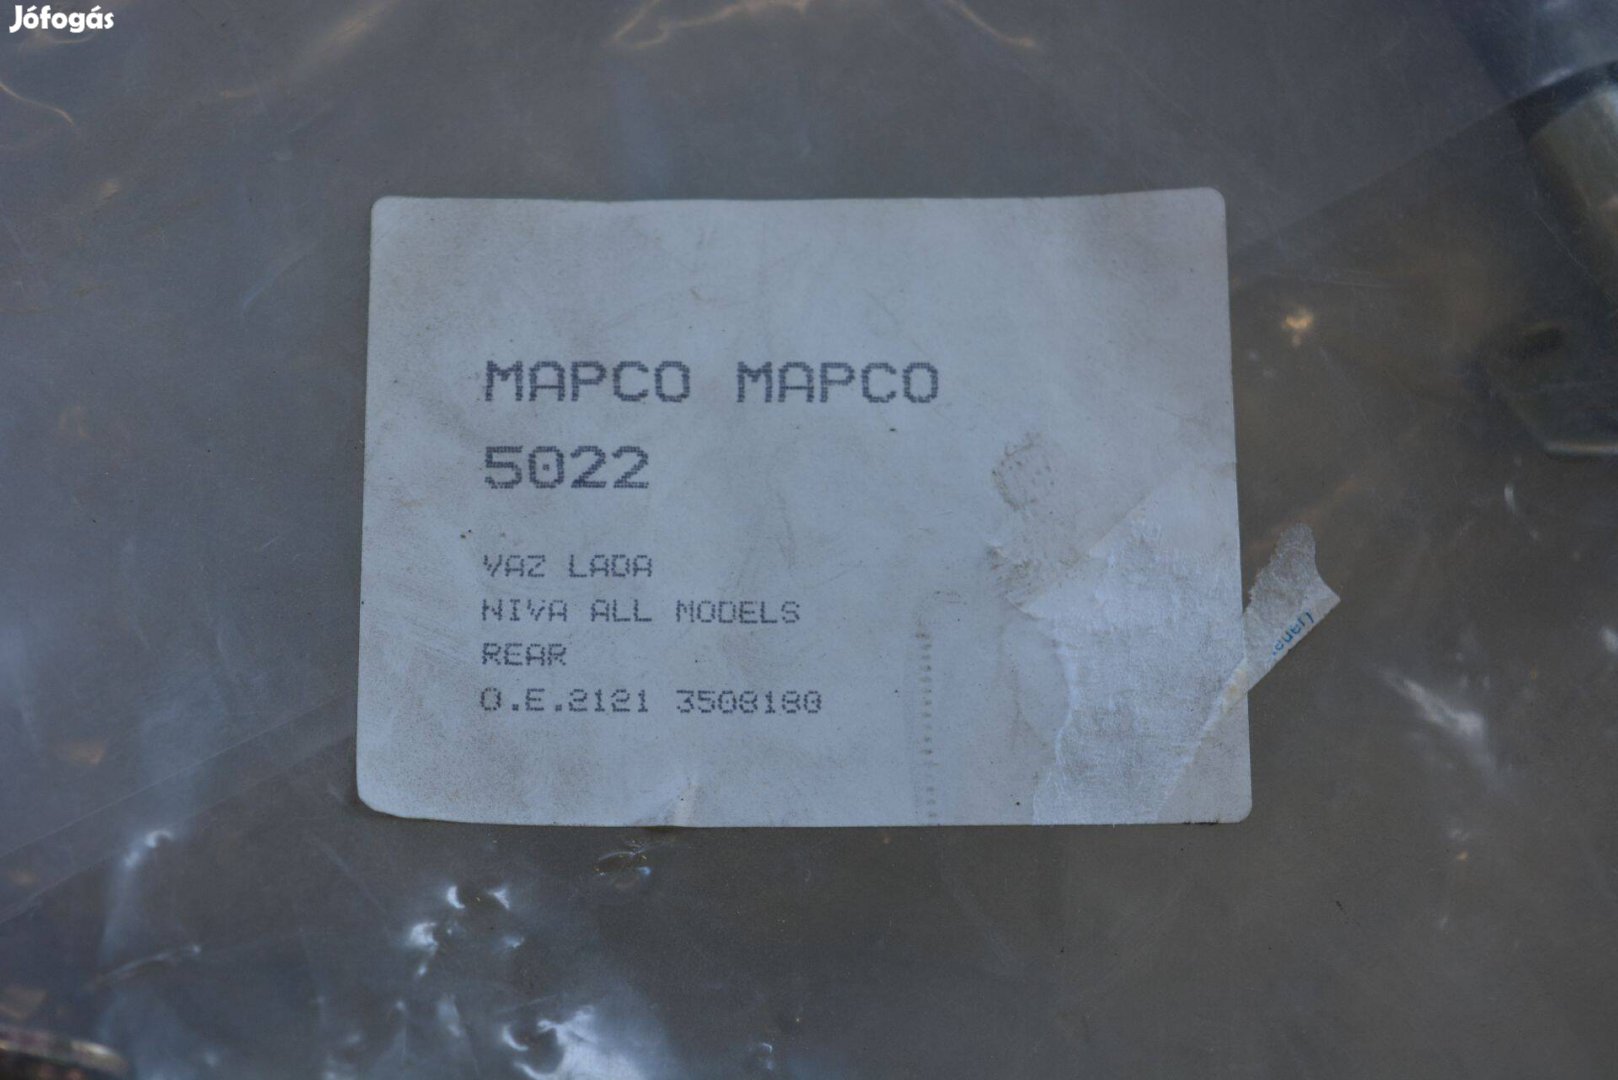 Jófogás
MAPCO MAPCO
5022
VAZ LADA
NIVA ALL MODELS
REAR
O.E.2121 3508180